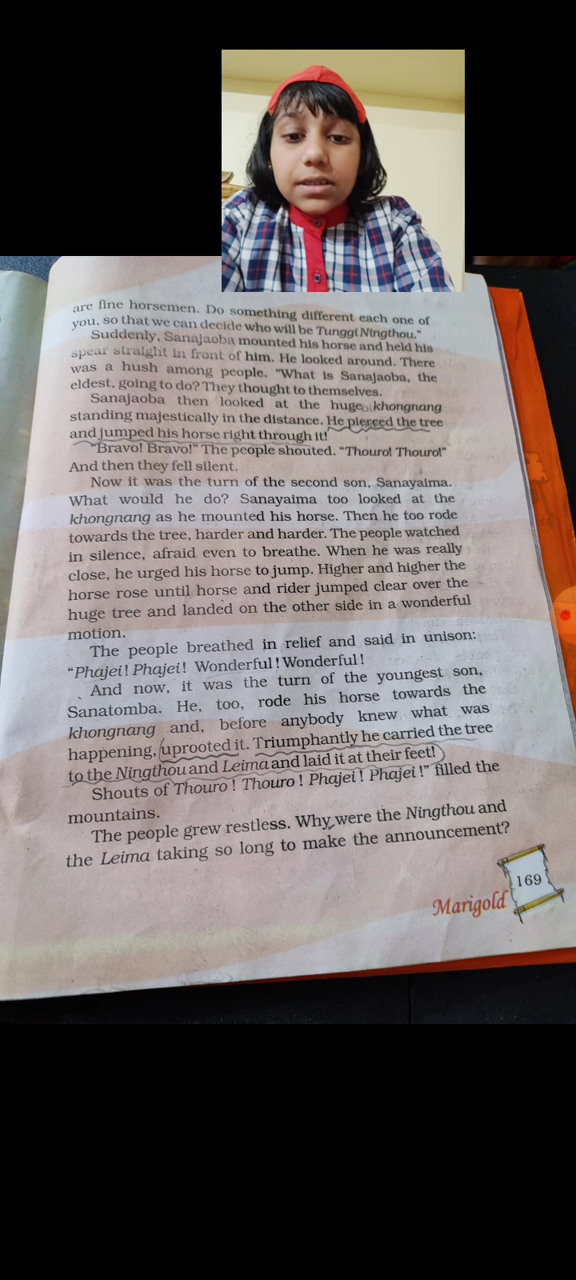 are fine horsemen. Do something different each one of
you, so that we can decide who will be Tunggi Ningthou."
Suddenly, Sanajaoba mounted his horse and held his
spear straight in front of him. He looked around. There
was a hush among people. "What is Sanajaoba, the
eldest, going to do? They thought to themselves.
Sanajaoba then looked at the huge khongnang
standing majestically in the distance. He pierced the tree
and jumped his horse right through it!
"Bravo! Bravo!" The people shouted. "Thouro! Thouro!"
And then they fell silent.
Now it was the turn of the second son, Sanayaima.
What would he do? Sanayaima too looked at the
khongnang as he mounted his horse. Then he too rode
towards the tree, harder and harder. The people watched
in silence, afraid even to breathe. When he was really
close, he urged his horse to jump. Higher and higher the
horse rose until horse and rider jumped clear over the
huge tree and landed on the other side in a wonderful
motion.
The people breathed in relief and said in unison:
"Phajei! Phajei! Wonderful! Wonderful!
And now, it was the turn of the youngest son,
Sanatomba. He, too, rode his horse towards the
khongnang and, before anybody knew what was
happening, uprooted it. Triumphantly he carried the tree
to the Ningthou and Leima and laid it at their feet!
Shouts of Thouro! Thouro! Phajei! Phajei!" filled the
mountains.
The people grew restless. Why were the Ningthou and
the Leima taking so long to make the announcement?
169
Marigold